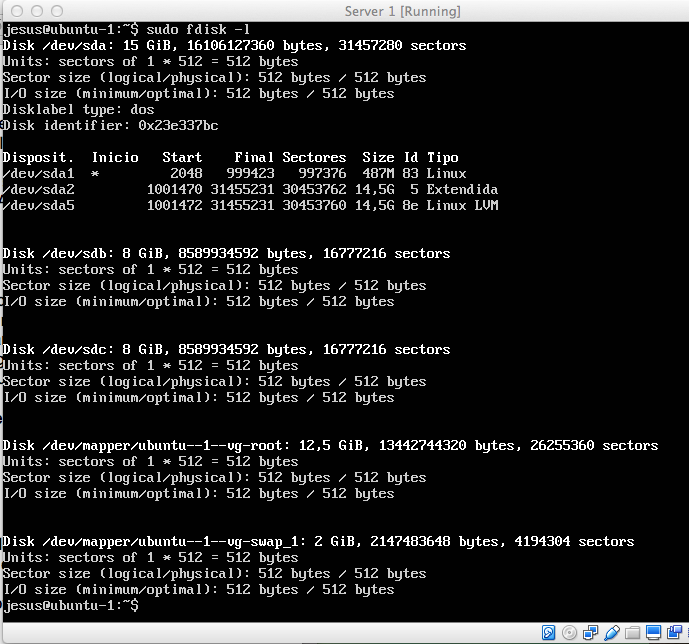 Server 1 [Running]
jesus@ubuntu-1:~$ sudo fdisk -l
Disk /dev/sda: 15 GiB, 16106127360 bytes, 31457280 sectors
Units: sectors of 1 * 512 = 512 bytes
Sector size (logical/physical): 512 bytes / 512 bytes
I/O size (minimum/optimal): 512 bytes / 512 bytes
Disklabel type: dos
Disk identifier: 0x23e337bc
Disposit.  Inicio   Start    Final Sectores  Size Id Tipo
/dev/sda1  *         2048   999423   997376  487M 83 Linux
/dev/sda2         1001470 31455231 30453762 14,5G  5 Extendida
/dev/sda5         1001472 31455231 30453760 14,5G 8e Linux LVM
Disk /dev/sdb: 8 GiB, 8589934592 bytes, 16777216 sectors
Units: sectors of 1 * 512 = 512 bytes
Sector size (logical/physical): 512 bytes / 512 bytes
I/O size (minimum/optimal): 512 bytes / 512 bytes
Disk /dev/sdc: 8 GiB, 8589934592 bytes, 16777216 sectors
Units: sectors of 1 * 512 = 512 bytes
Sector size (logical/physical): 512 bytes / 512 bytes
I/O size (minimum/optimal): 512 bytes / 512 bytes
Disk /dev/mapper/ubuntu--1--vg-root: 12,5 GiB, 13442744320 bytes, 26255360 sectors
Units: sectors of 1 * 512 = 512 bytes
Sector size (logical/physical): 512 bytes / 512 bytes
I/O size (minimum/optimal): 512 bytes / 512 bytes
Disk /dev/mapper/ubuntu--1--vg-swap_1: 2 GiB, 2147483648 bytes, 4194304 sectors
Units: sectors of 1 * 512 = 512 bytes
Sector size (logical/physical): 512 bytes / 512 bytes
I/O size (minimum/optimal): 512 bytes / 512 bytes
jesus@ubuntu-1:~$